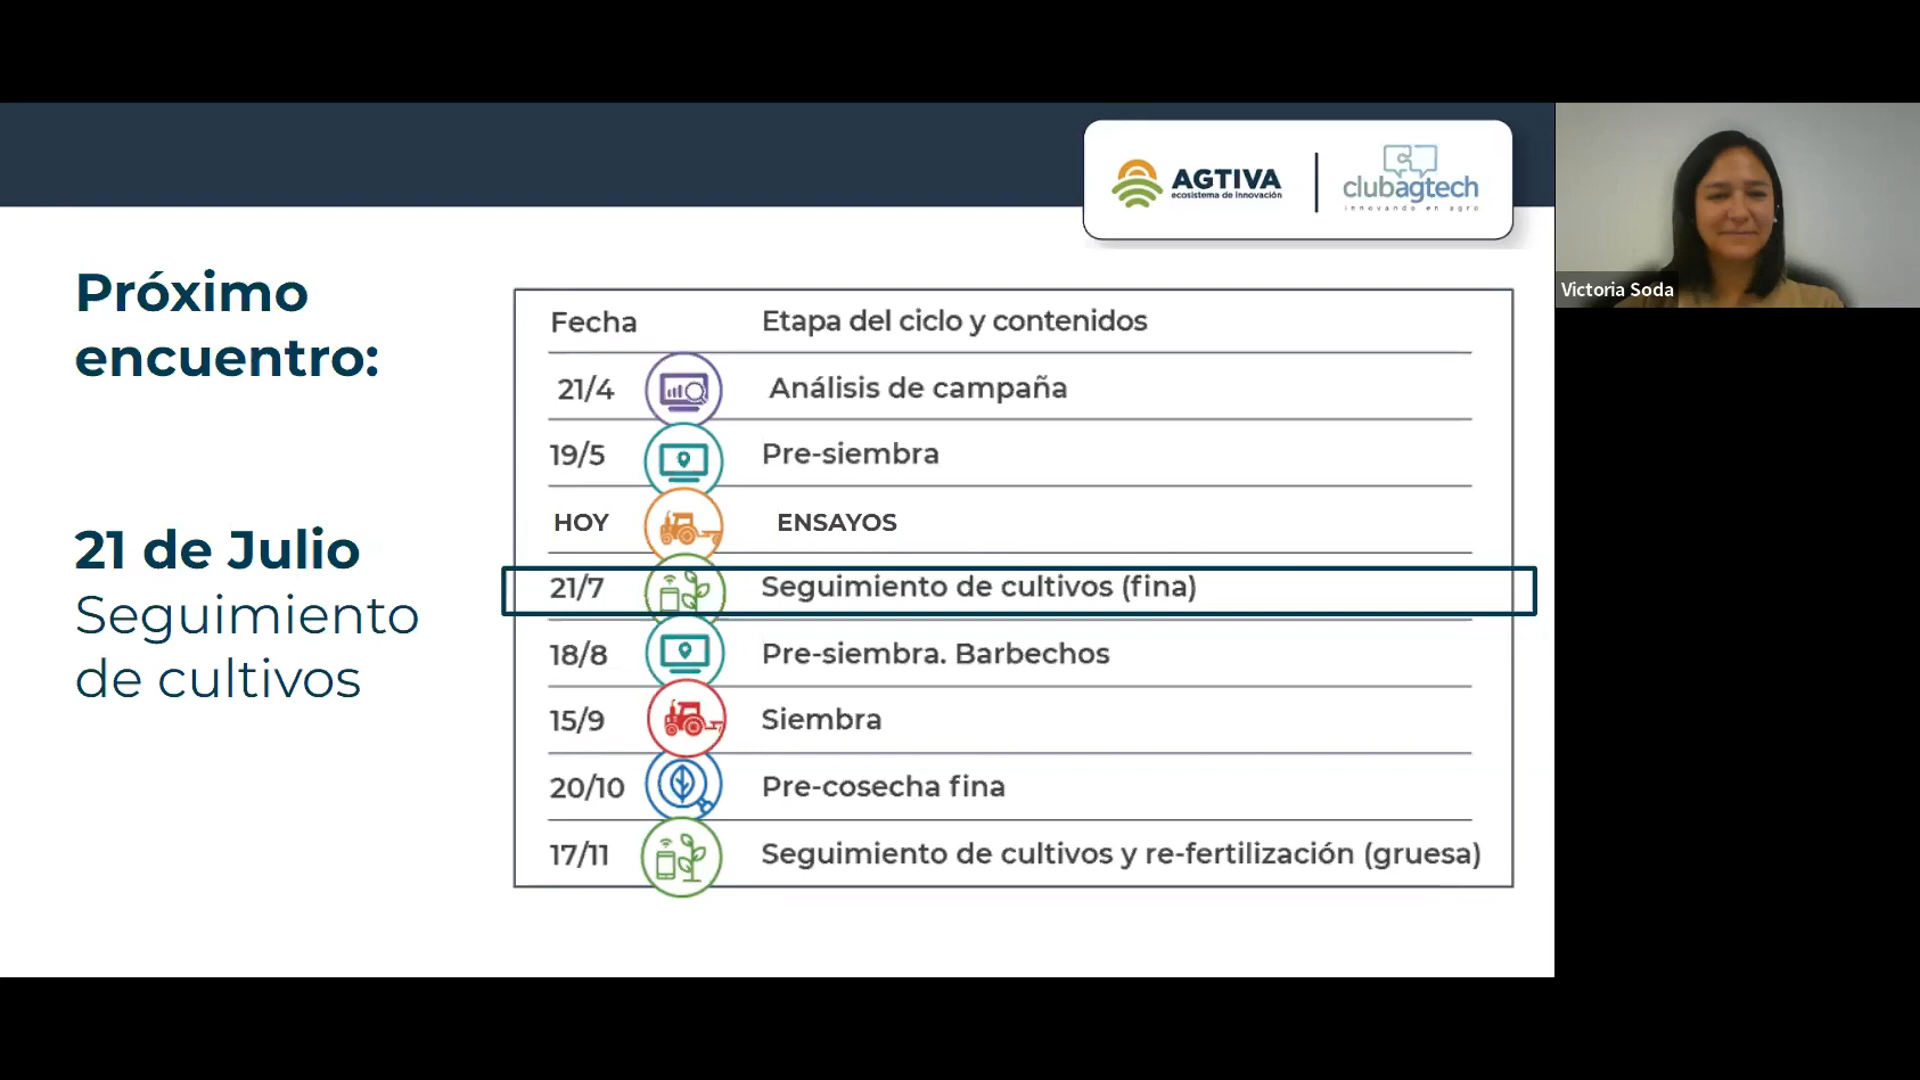 AGTIVA
ecosistema de innovación
clubagtech
innovando en agro
Victoria Soda
Próximo
encuentro:
21 de Julio
Seguimiento
de cultivos
Fecha Etapa del ciclo y contenidos
21/4 Análisis de campaña
19/5 Pre-siembra
HOY ENSAYOS
21/7 Seguimiento de cultivos (fina)
18/8 Pre-siembra. Barbechos
15/9 Siembra
20/10 Pre-cosecha fina
17/11 Seguimiento de cultivos y re-fertilización (gruesa)